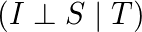 (I ⊥ S | T)